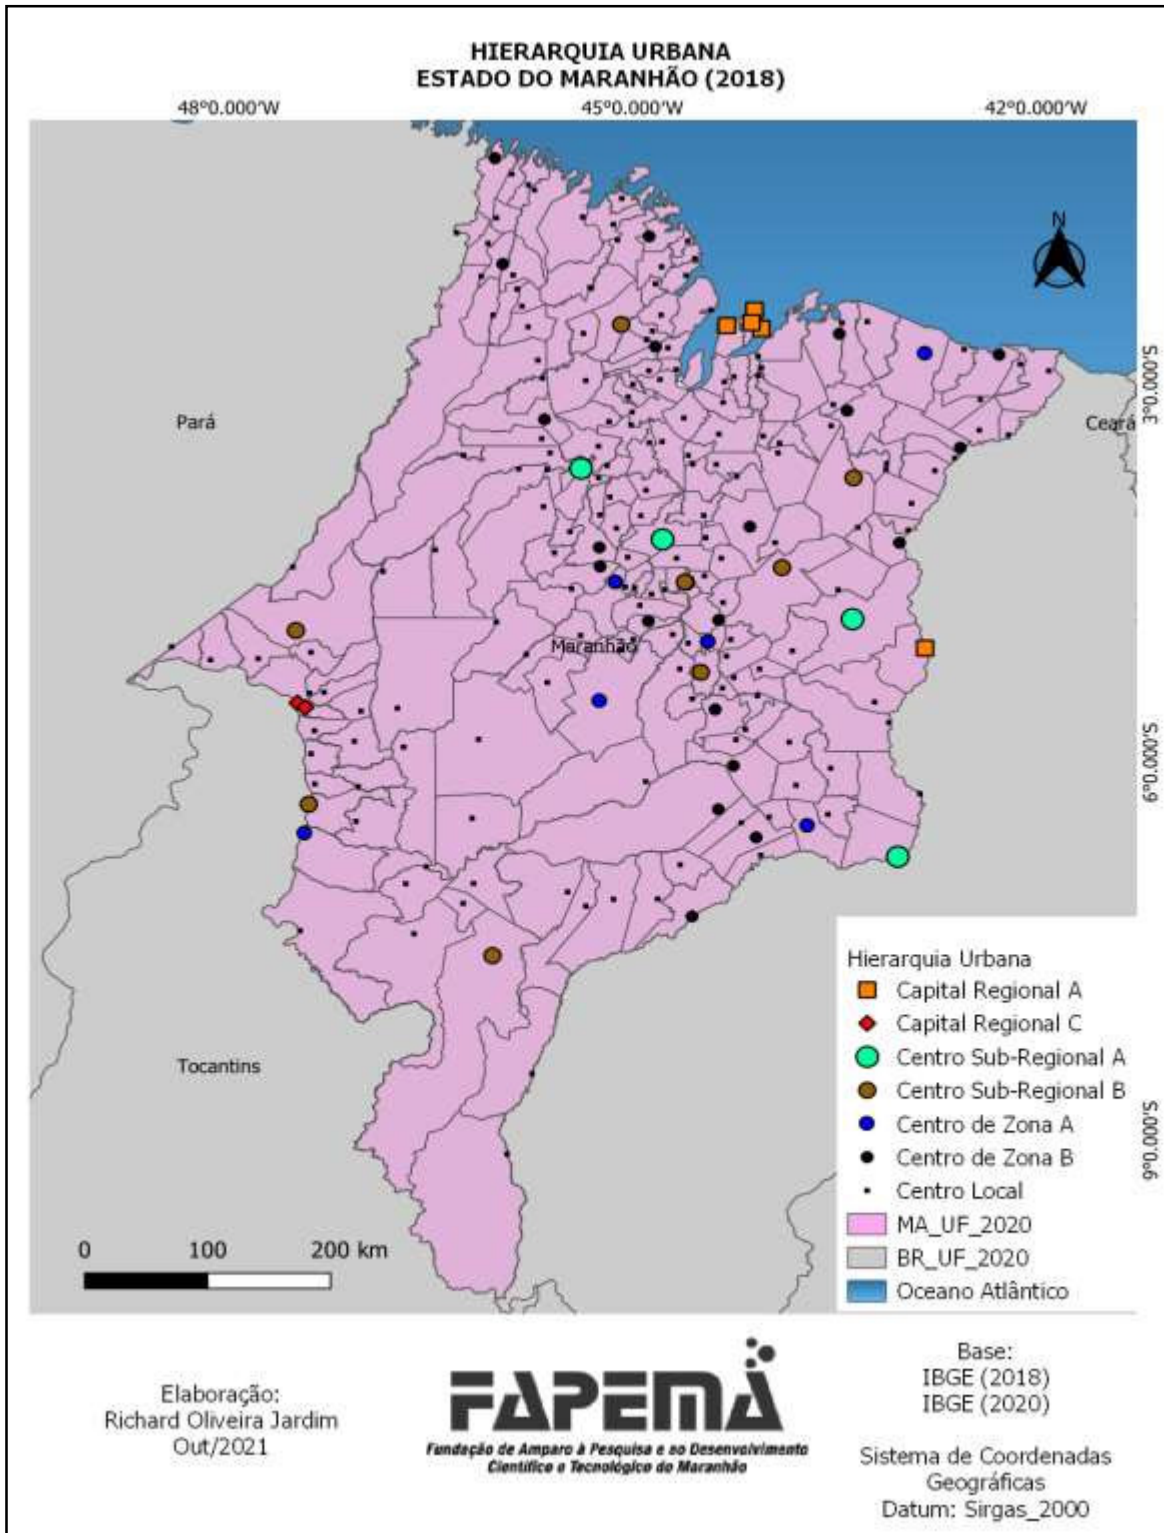 HIERARQUIA URBANA
ESTADO DO MARANHÃO (2018)
48°0.000'W
45°0.000'W
42°0.000'W
N
3°0.000'S
Pará
Ceará
Maranhão
6°0.000'S
Tocantins
9°0.000'S
Hierarquia Urbana
Capital Regional A
Capital Regional C
Centro Sub-Regional A
Centro Sub-Regional B
Centro de Zona A
Centro de Zona B
Centro Local
MA_UF_2020
BR_UF_2020
Oceano Atlântico
0 100 200 km
Elaboração:
Richard Oliveira Jardim
Out/2021
FAPEMA
Fundação de Amparo à Pesquisa e ao Desenvolvimento
Científico e Tecnológico do Maranhão
Base:
IBGE (2018)
IBGE (2020)
Sistema de Coordenadas
Geográficas
Datum: Sirgas_2000